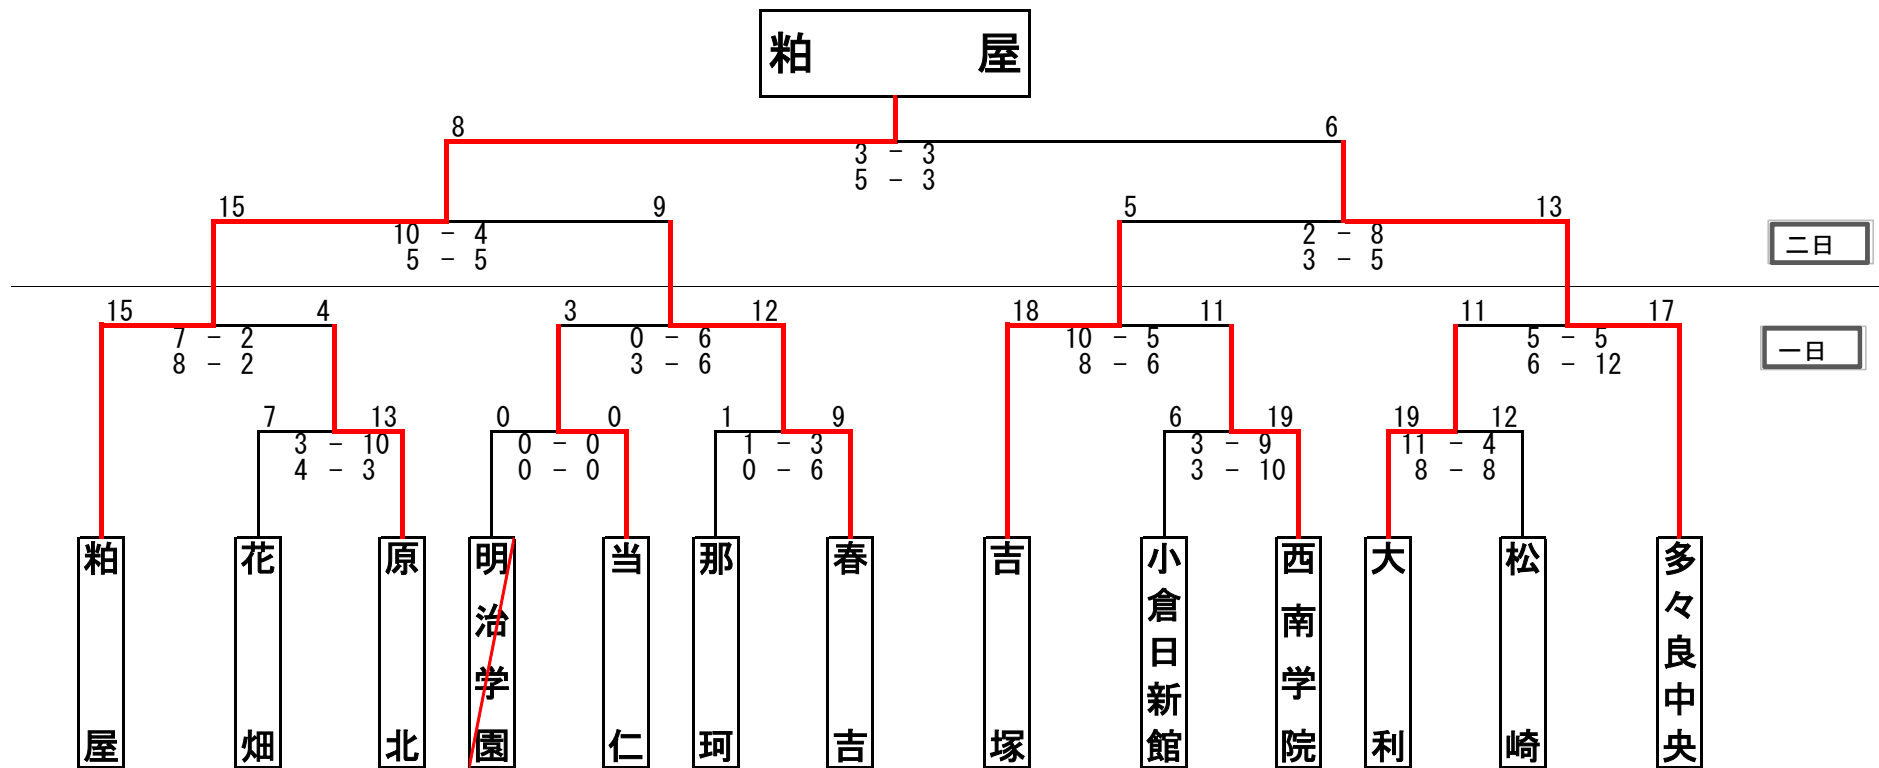 粕屋
8 6
3 － 3
5 － 3
15 9 5 13
10 － 4 2 － 8
5 － 5 3 － 5
二日
15 4 3 12 18 11 11 17
7 － 2 0 － 6 10 － 5 5 － 5
8 － 2 3 － 6 8 － 6 6 － 12
一日
7 13 0 0 1 9 6 19 19 12
3 － 10 0 － 0 1 － 3 3 － 9 11 － 4
4 － 3 0 － 0 0 － 6 3 － 10 8 － 8
粕屋
花畑
原北
明治学園
当仁
那珂
春吉
吉塚
小倉日新館
西南学院
大利
松崎
多々良中央